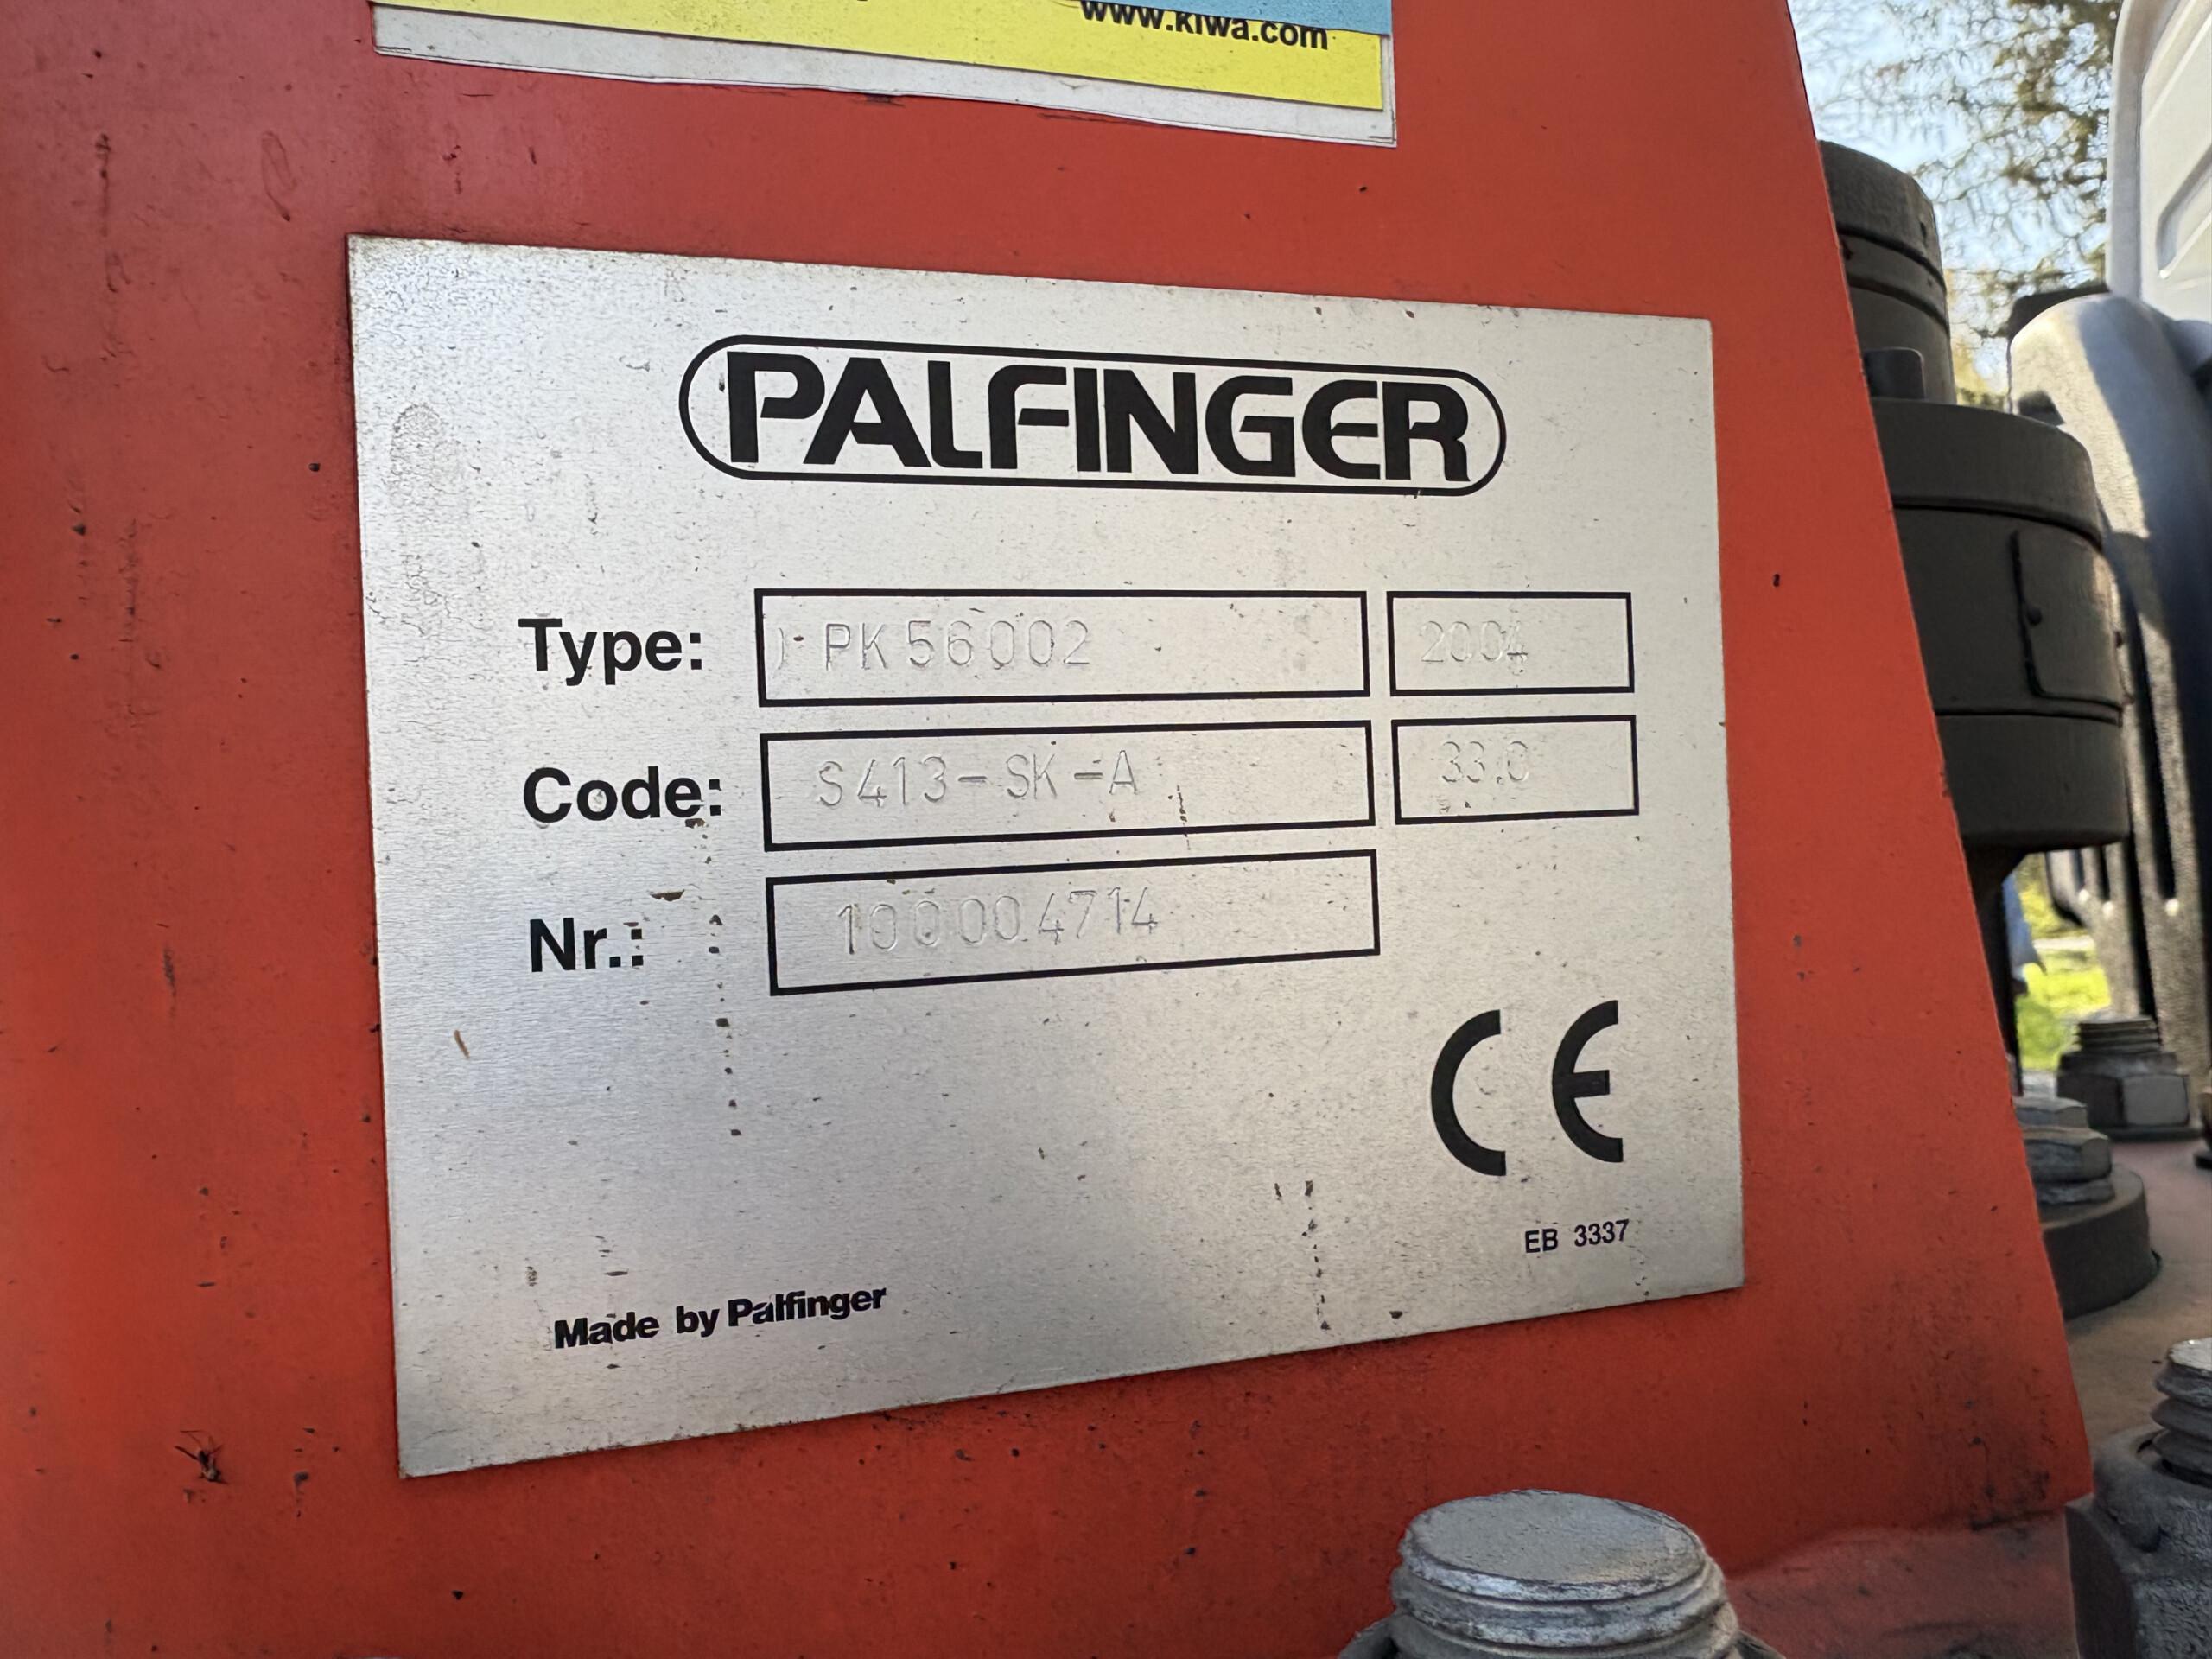 www.kiwa.com
PALFINGER
Type: PK 56002 2004
Code: S413-SK-A 33.0
Nr.: 100004714
CE
EB 3337
Made by Palfinger